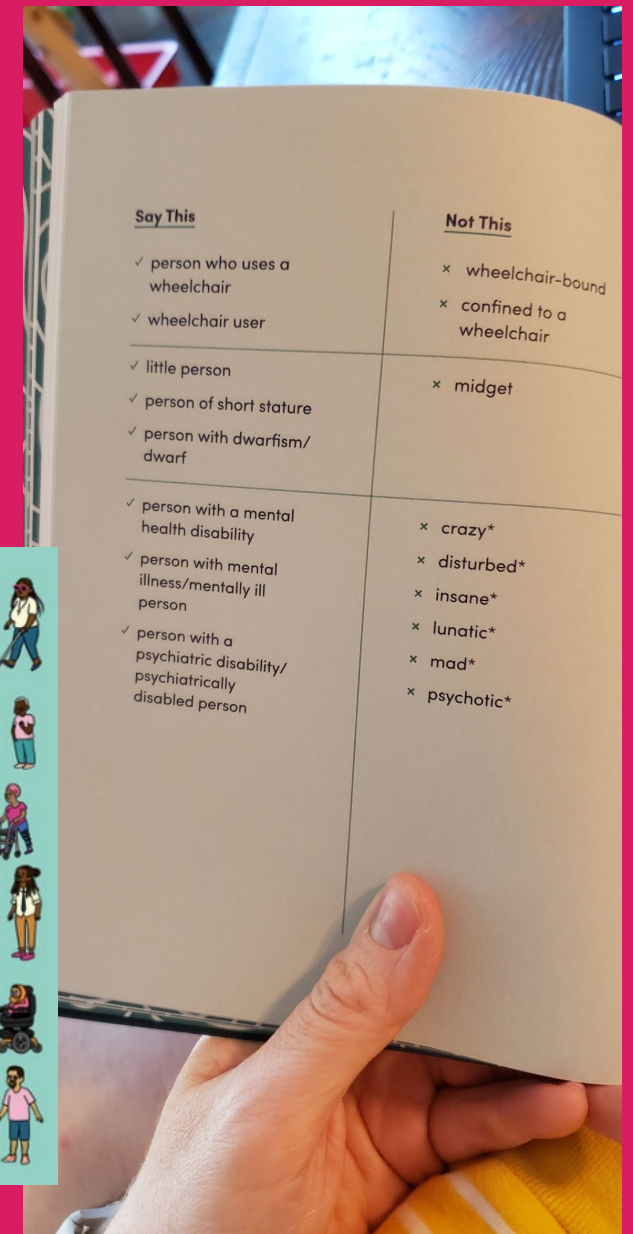 Say This
Not This
✓ person who uses a
wheelchair
✓ wheelchair user
× wheelchair-bound
× confined to a
wheelchair
✓ little person
✓ person of short stature
✓ person with dwarfism/
dwarf
× midget
✓ person with a mental
health disability
✓ person with mental
illness/mentally ill
person
✓ person with a
psychiatric disability/
psychiatrically
disabled person
× crazy*
× disturbed*
× insane*
× lunatic*
× mad*
× psychotic*